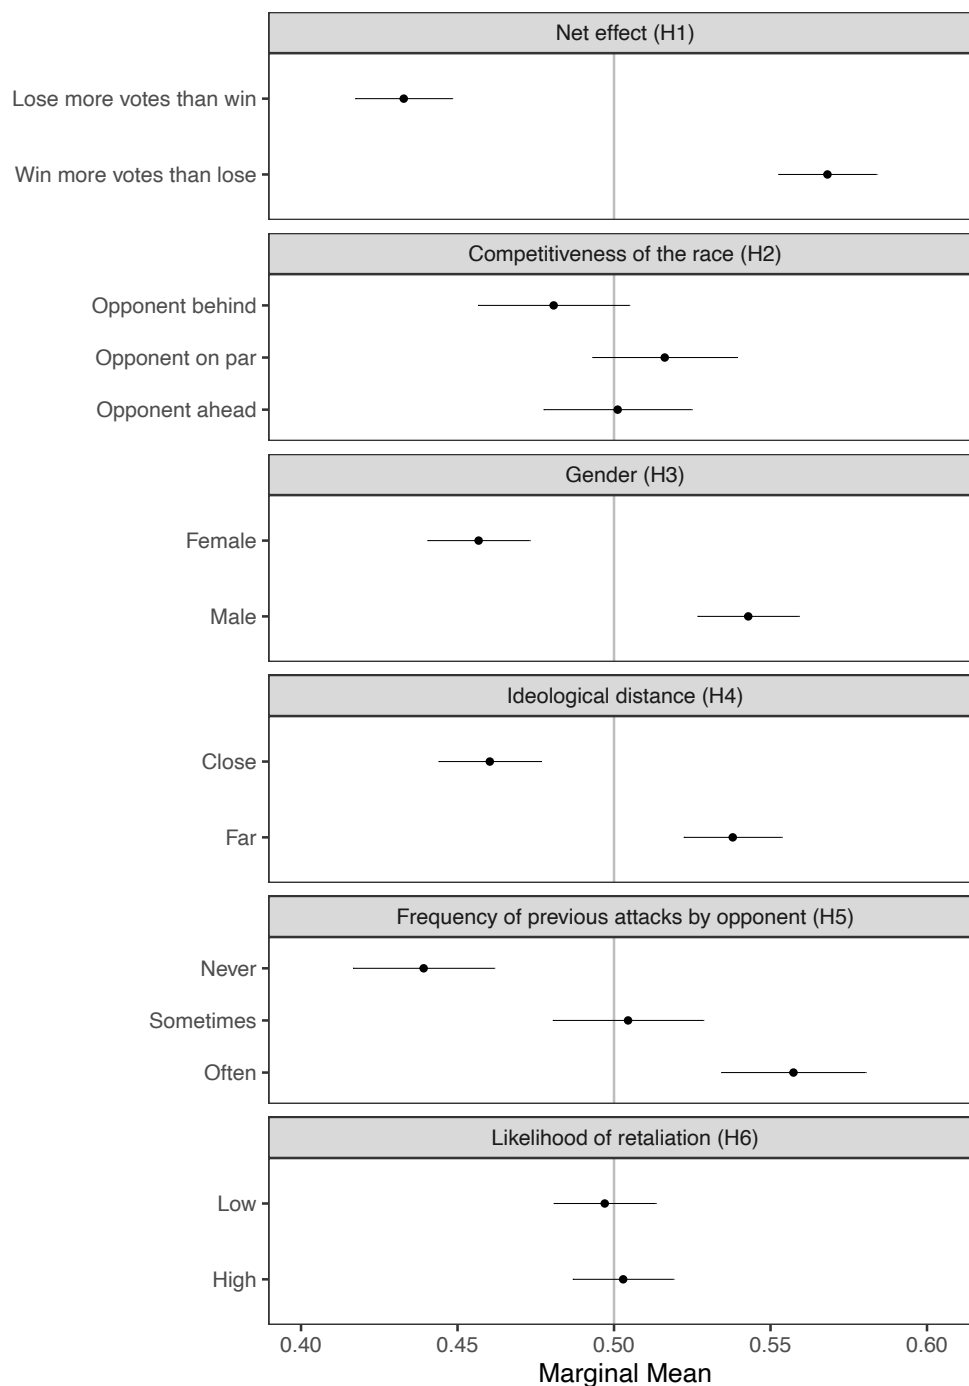 Net effect (H1)
Lose more votes than win
Win more votes than lose
Competitiveness of the race (H2)
Opponent behind
Opponent on par
Opponent ahead
Gender (H3)
Female
Male
Ideological distance (H4)
Close
Far
Frequency of previous attacks by opponent (H5)
Never
Sometimes
Often
Likelihood of retaliation (H6)
Low
High
0.40 0.45 0.50 0.55 0.60
Marginal Mean